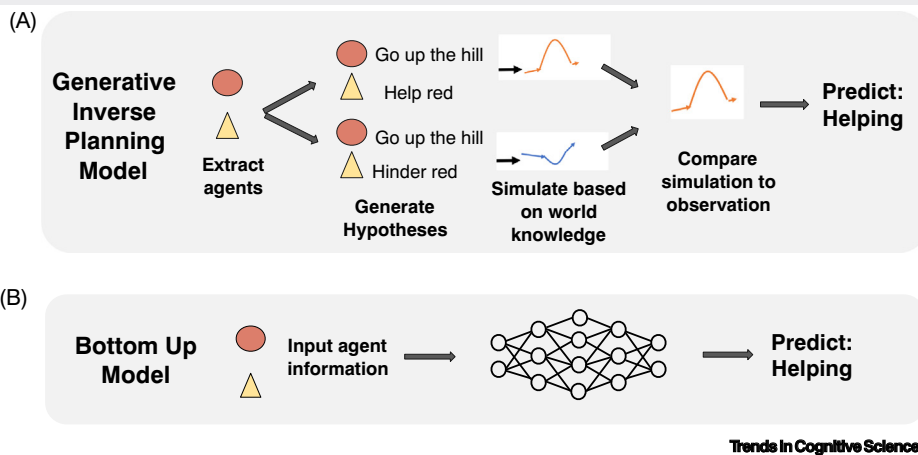 (A)
Generative
Inverse
Planning
Model
Extract
agents
Go up the hill
Help red
Go up the hill
Hinder red
Generate
Hypotheses
Simulate based
on world
knowledge
Compare
simulation to
observation
Predict:
Helping
(B)
Bottom Up
Model
Input agent
information
Predict:
Helping
Trends in Cognitive Science